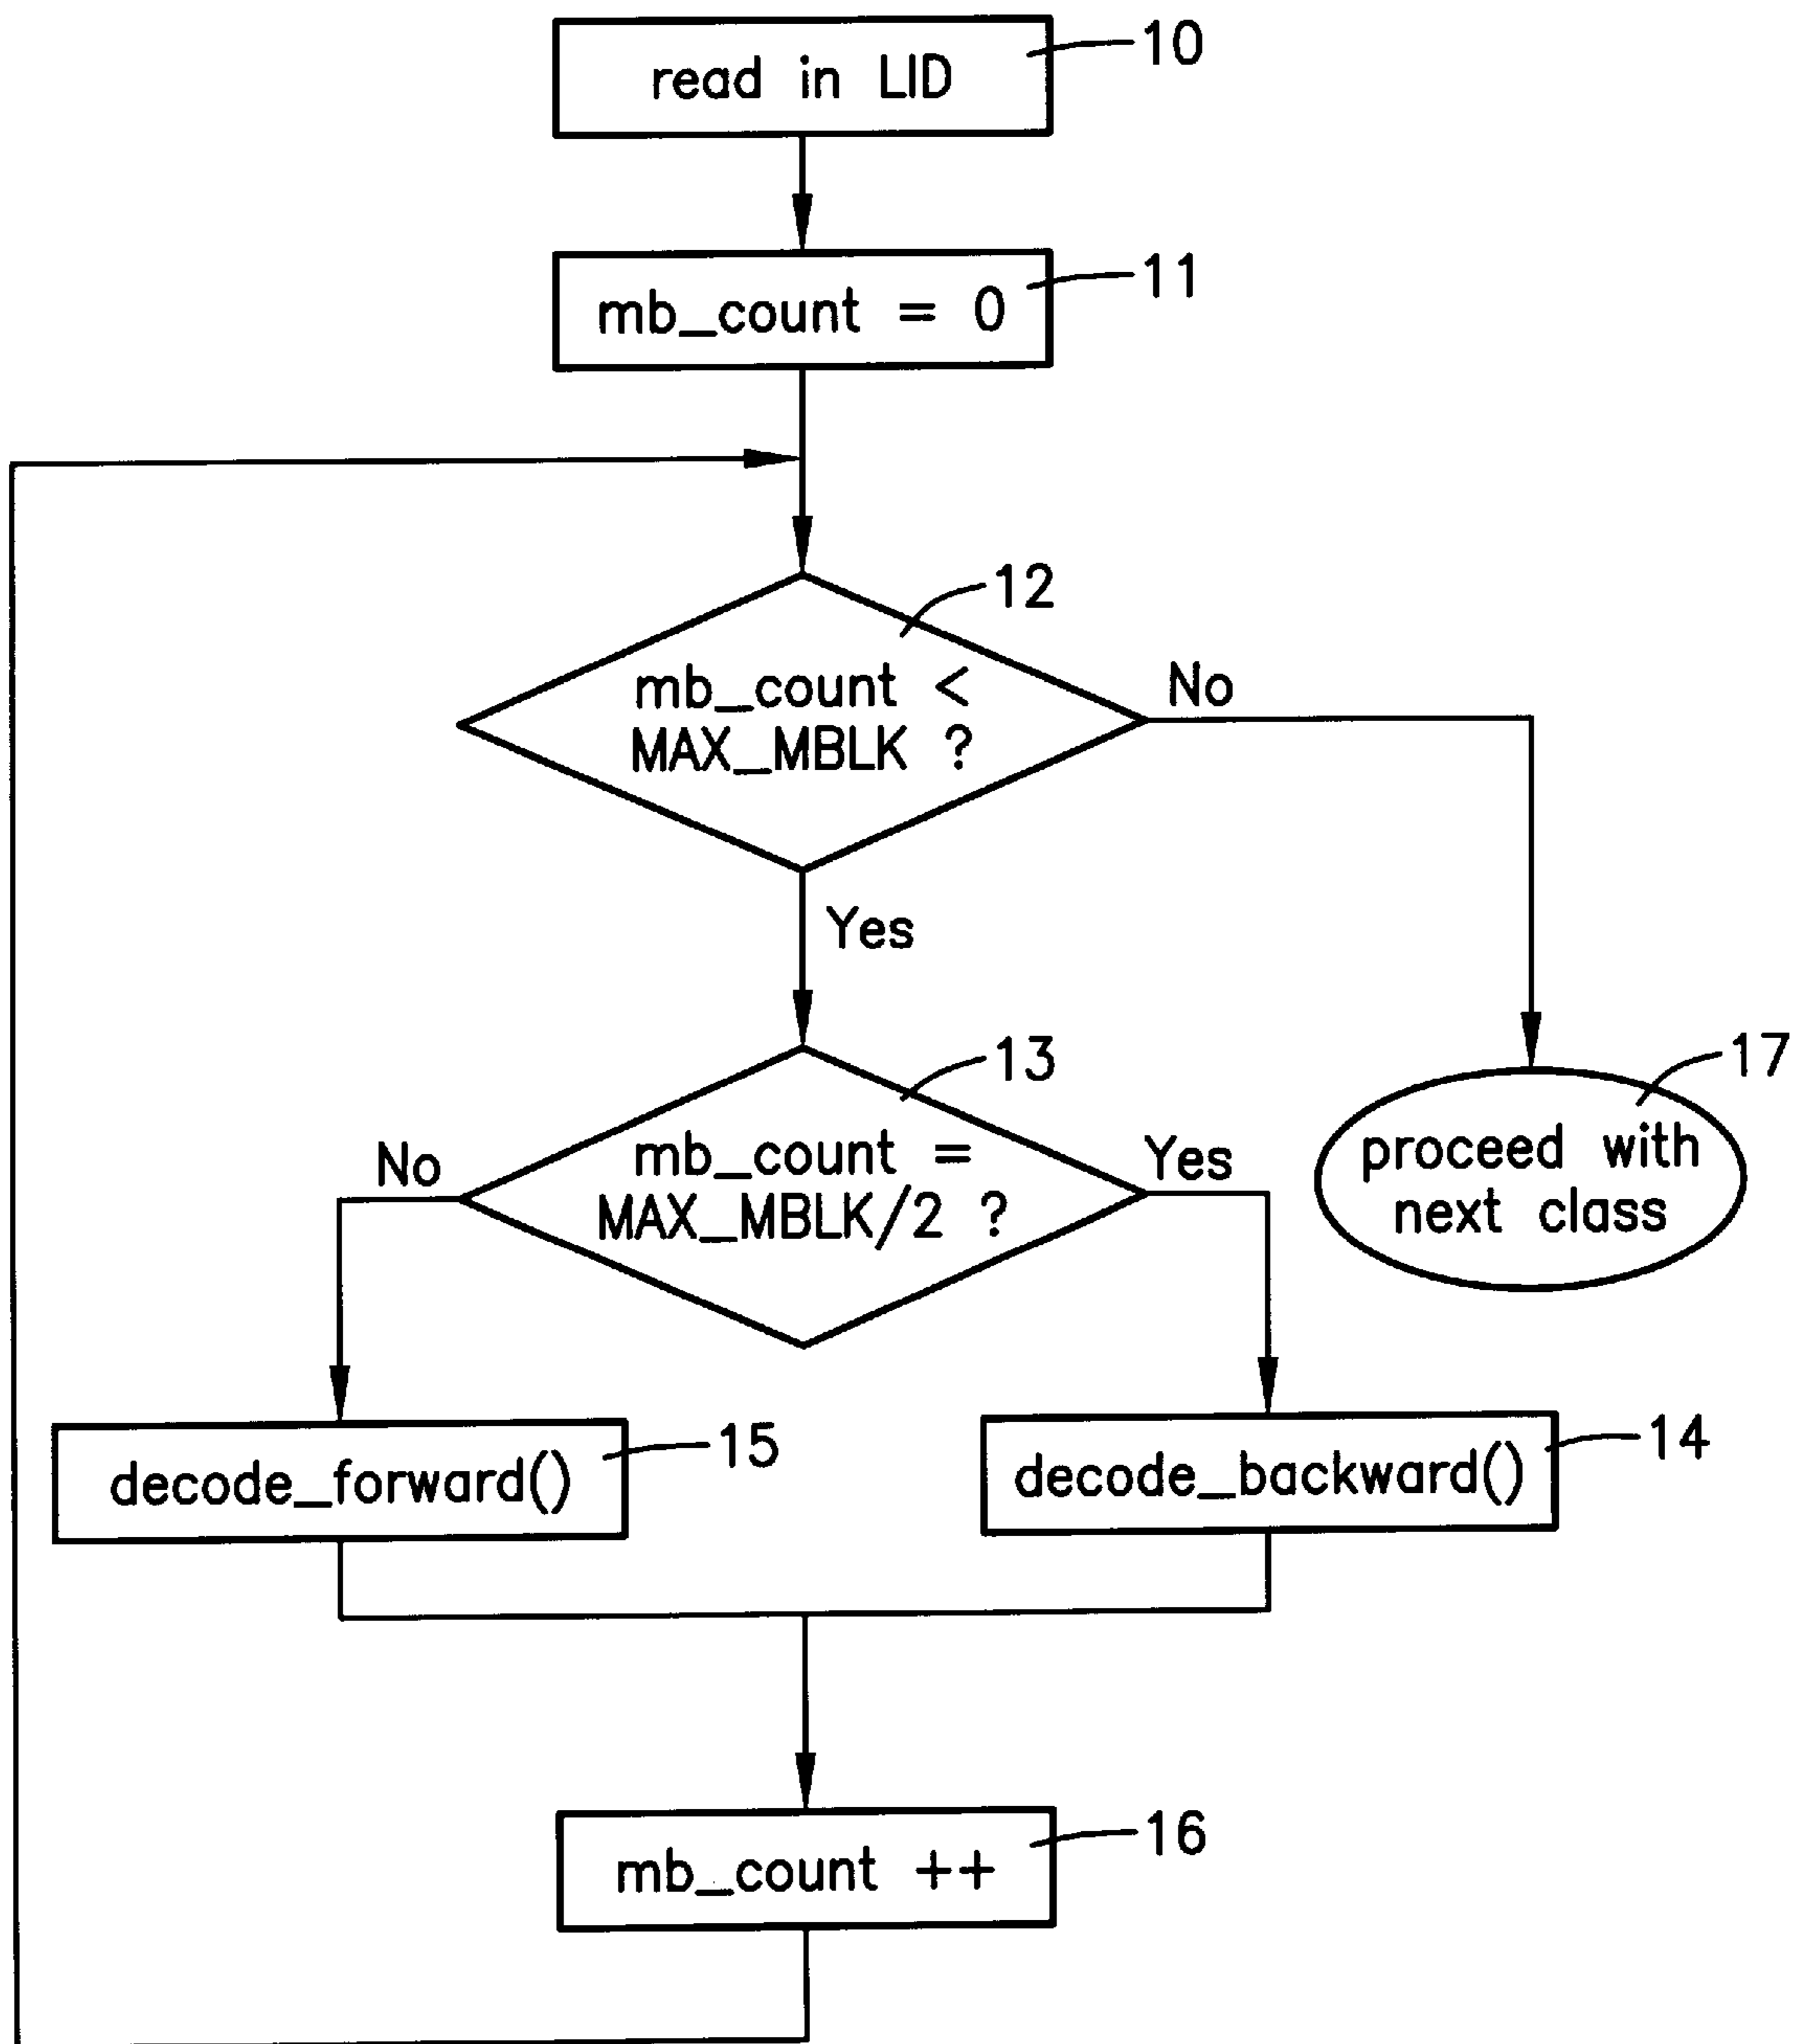 read in LID
10
mb_count = 0
11
12
mb_count <
MAX_MBLK ?
No
Yes
13
mb_count =
MAX_MBLK/2 ?
No
Yes
17
proceed with
next class
decode_forward()
15
decode_backward()
14
mb_count ++
16